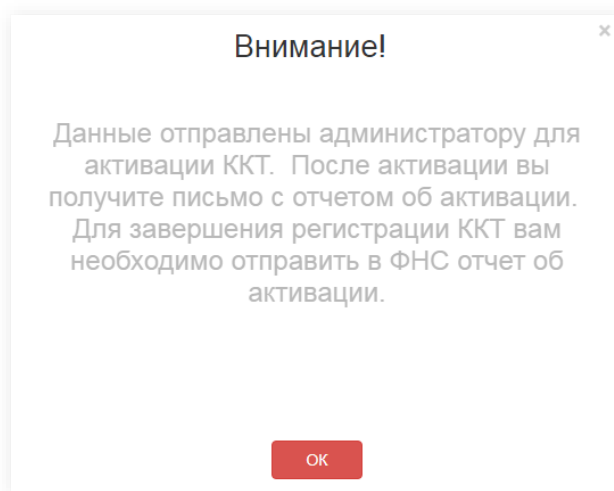 Внимание!
×
Данные отправлены администратору для
активации ККТ. После активации вы
получите письмо с отчетом об активации.
Для завершения регистрации ККТ вам
необходимо отправить в ФНС отчет об
активации.
ОК